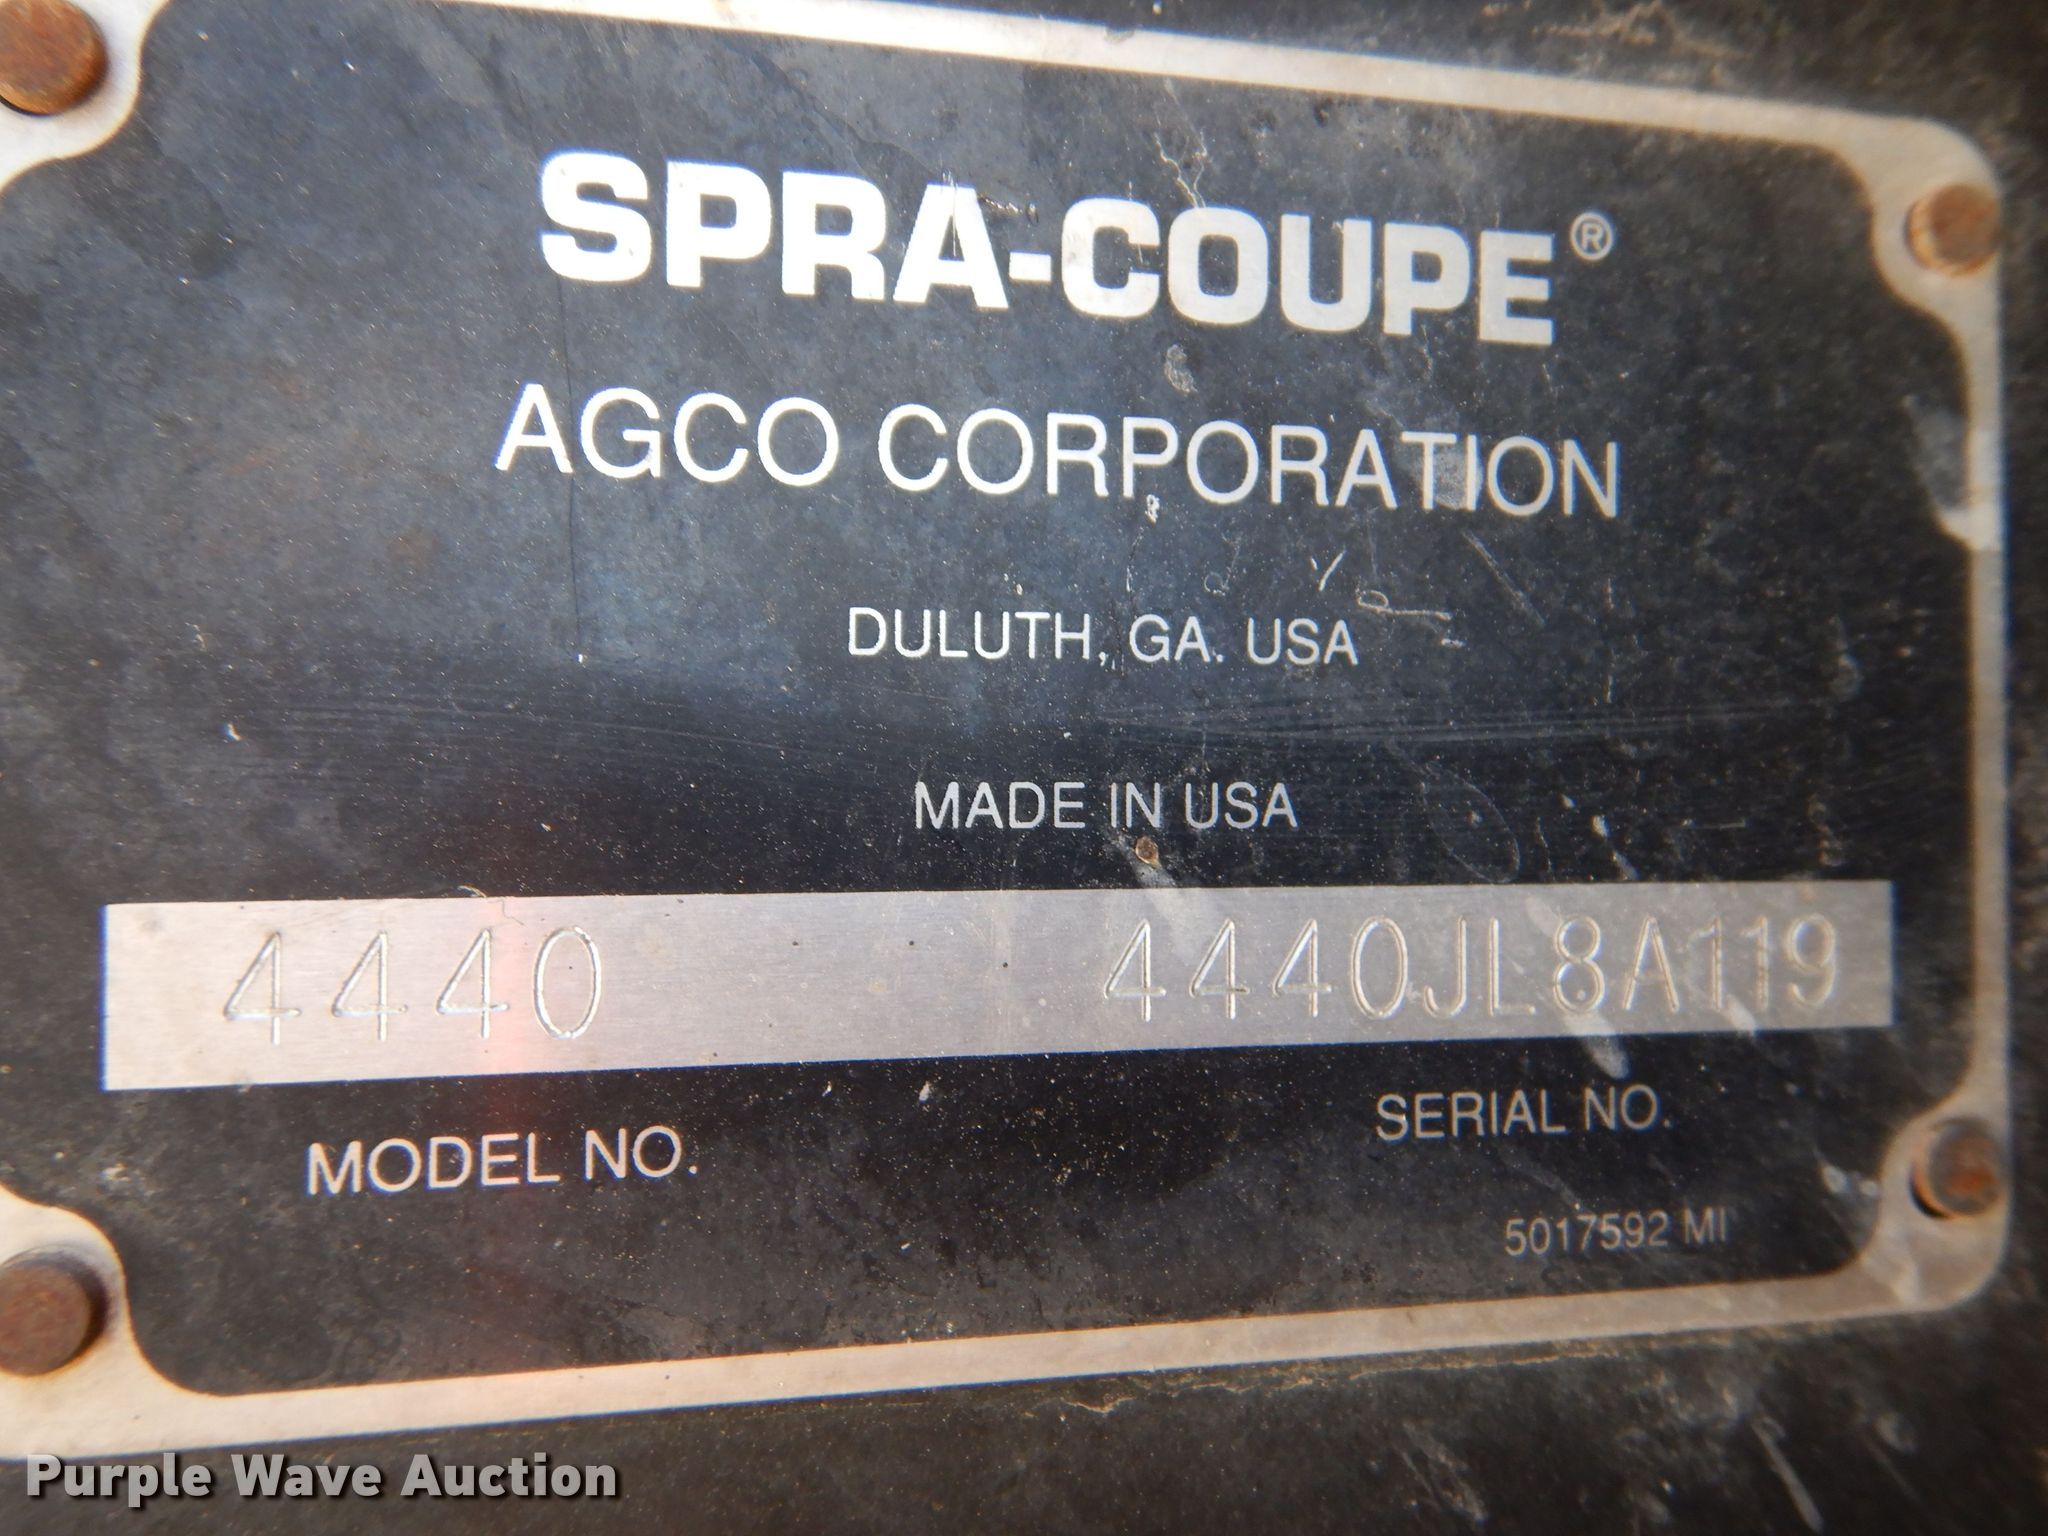 SPRA-COUPE®
AGCO CORPORATION
DULUTH, GA. USA
MADE IN USA
4440 4440JL8A119
MODEL NO. SERIAL NO.
5017592 MI
Purple Wave Auction